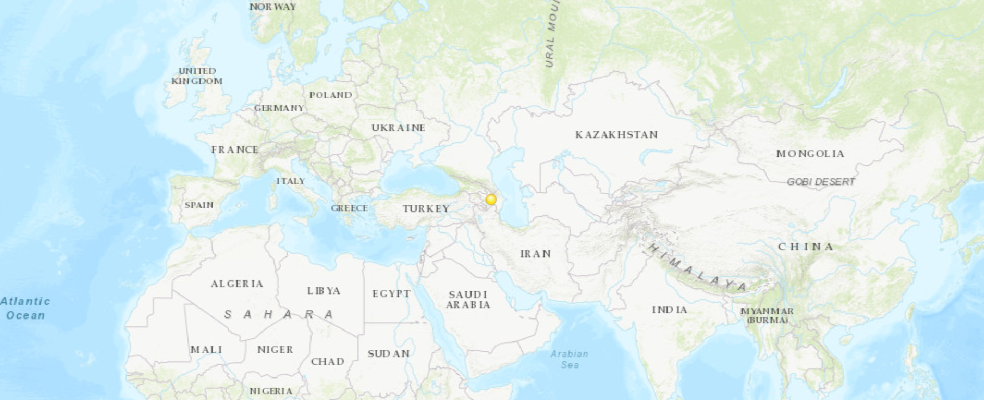 NORWAY
URAL MOU
UNITED
KINGDOM
POLAND
GERMANY
UKRAINE
KAZAKHSTAN
FRANCE
MONGOLIA
ITALY
GOBI DESERT
SPAIN
GREECE
TURKEY
CHINA
IRAN
HIMALAYA
ALGERIA
LIBYA
EGYPT
SAUDI
ARABIA
Atlantic
Ocean
SAHARA
INDIA
MYANMAR
(BURMA)
MALI
NIGER
CHAD
SUDAN
Arabian
Sea
NIGERIA